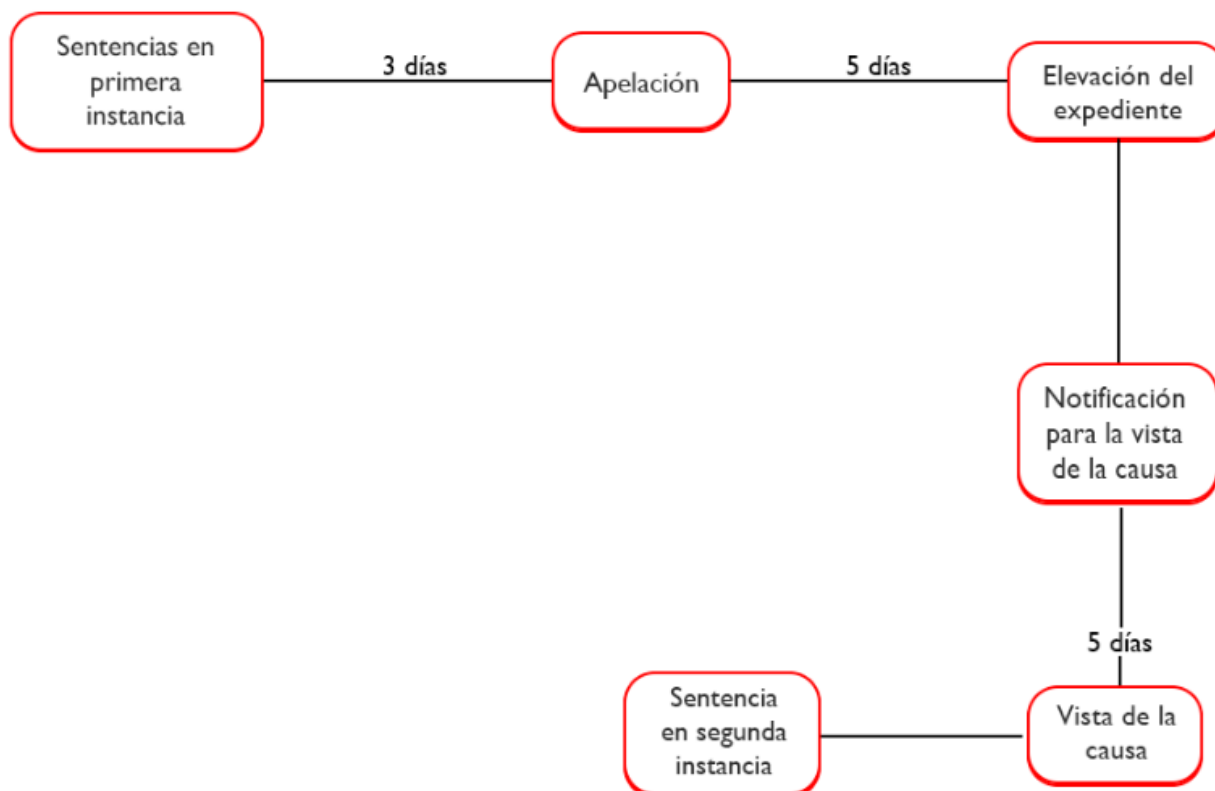 Sentencias en
primera
instancia
3 días
Apelación
5 días
Elevación del
expediente
Notificación
para la vista
de la causa
5 días
Vista de la
causa
Sentencia
en segunda
instancia